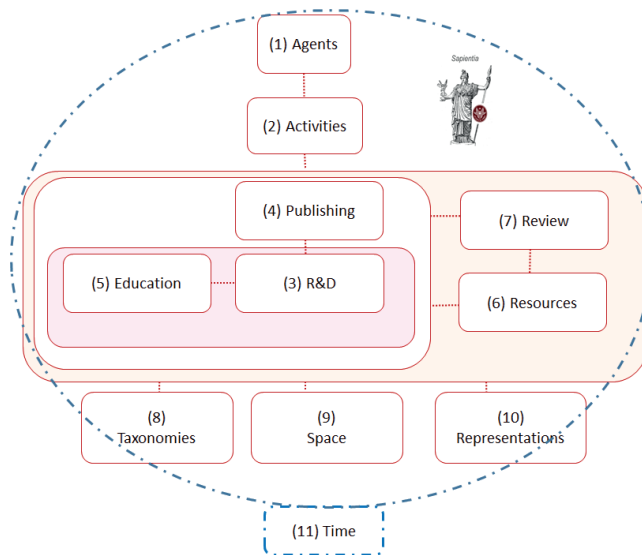 (1) Agents
Sapientia
(2) Activities
(4) Publishing
(7) Review
(5) Education
(3) R&D
(6) Resources
(8)
Taxonomies
(9)
Space
(10)
Representations
(11) Time